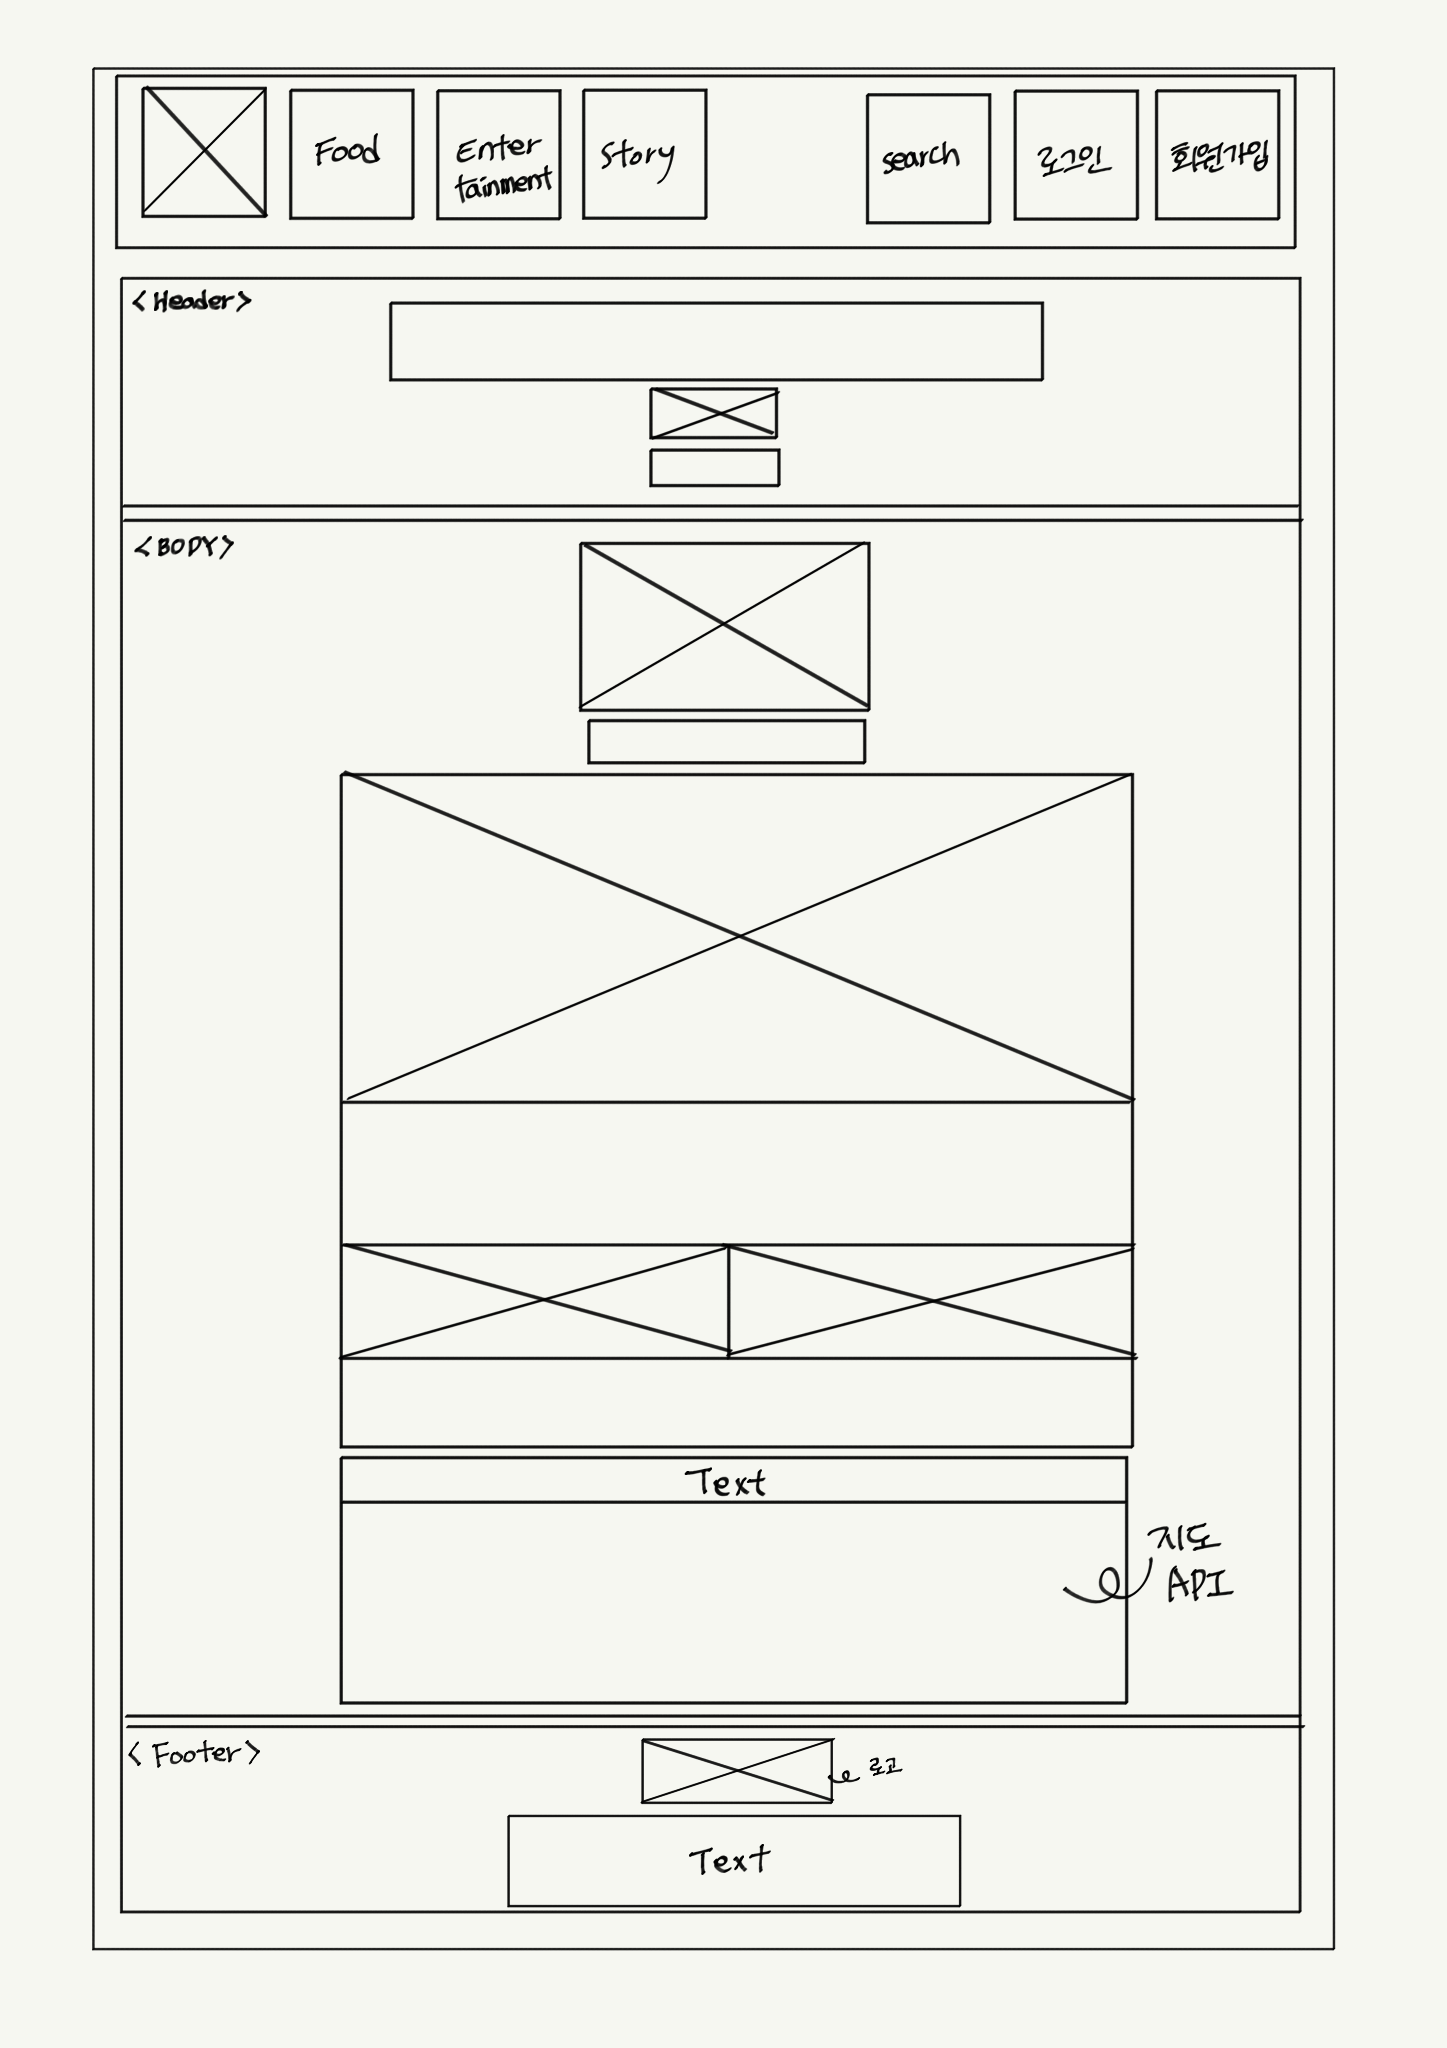 Food
Enter
tainment
Story
search
로그인
회원가입
<Header>
<BODY>
Text
지도
API
<Footer>
로고
Text